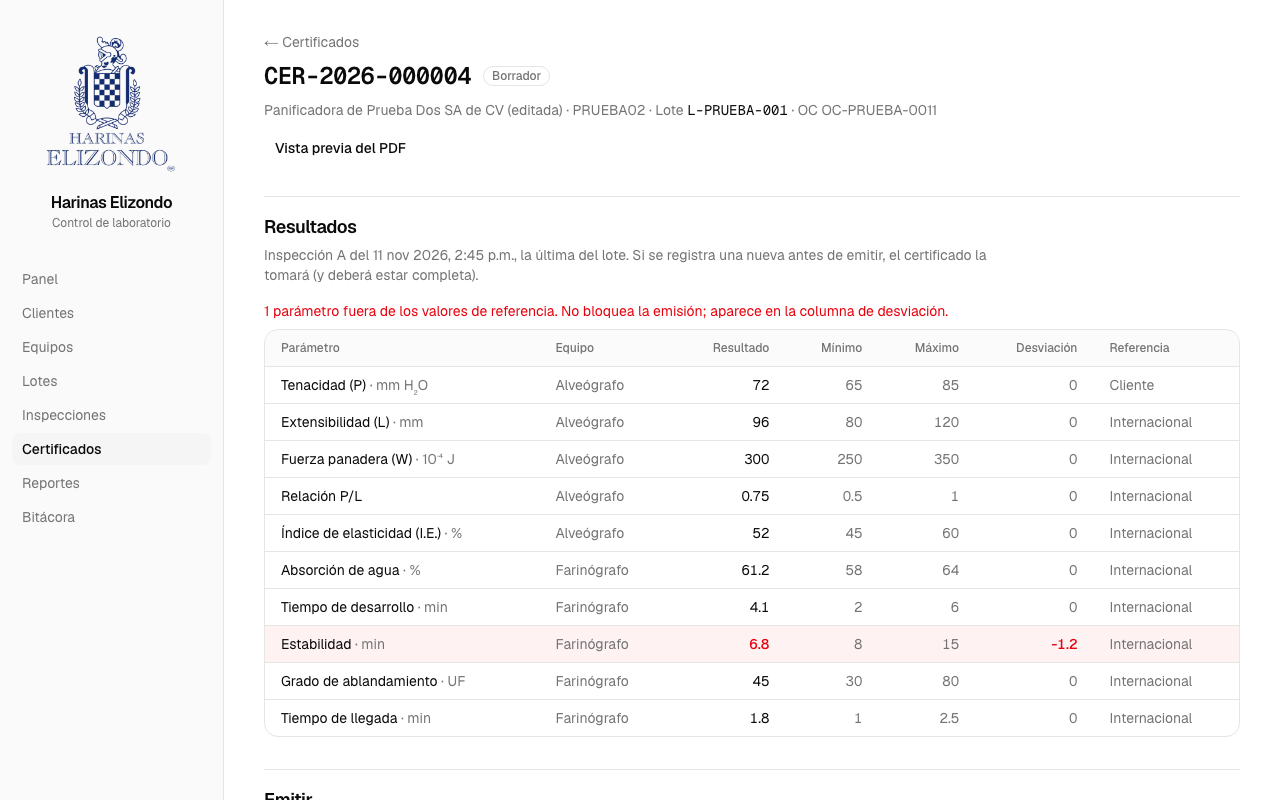 HARINAS
ELIZONDO
Harinas Elizondo
Control de laboratorio
Panel
Clientes
Equipos
Lotes
Inspecciones
Certificados
Reportes
Bitácora
← Certificados
CER-2026-000004 Borrador
Panificadora de Prueba Dos SA de CV (editada) · PRUEBA02 · Lote L-PRUEBA-001 · OC OC-PRUEBA-0011
Vista previa del PDF
Resultados
Inspección A del 11 nov 2026, 2:45 p.m., la última del lote. Si se registra una nueva antes de emitir, el certificado la
tomará (y deberá estar completa).
1 parámetro fuera de los valores de referencia. No bloquea la emisión; aparece en la columna de desviación.
Parámetro Equipo Resultado Mínimo Máximo Desviación Referencia
Tenacidad (P) · mm H₂O Alveógrafo 72 65 85 0 Cliente
Extensibilidad (L) · mm Alveógrafo 96 80 120 0 Internacional
Fuerza panadera (W) · 10⁻⁴ J Alveógrafo 300 250 350 0 Internacional
Relación P/L Alveógrafo 0.75 0.5 1 0 Internacional
Índice de elasticidad (I.E.) · % Alveógrafo 52 45 60 0 Internacional
Absorción de agua · % Farinógrafo 61.2 58 64 0 Internacional
Tiempo de desarrollo · min Farinógrafo 4.1 2 6 0 Internacional
Estabilidad · min Farinógrafo 6.8 8 15 -1.2 Internacional
Grado de ablandamiento · UF Farinógrafo 45 30 80 0 Internacional
Tiempo de llegada · min Farinógrafo 1.8 1 2.5 0 Internacional
Emitir